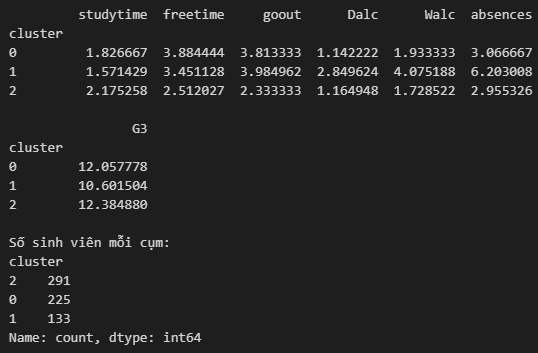 studytime freetime goout Dalc Walc absences
cluster
0 1.826667 3.884444 3.813333 1.142222 1.933333 3.066667
1 1.571429 3.451128 3.984962 2.849624 4.075188 6.203008
2 2.175258 2.512027 2.333333 1.164948 1.728522 2.955326
G3
cluster
0 12.057778
1 10.601504
2 12.384880
Số sinh viên mỗi cụm:
cluster
2 291
0 225
1 133
Name: count, dtype: int64